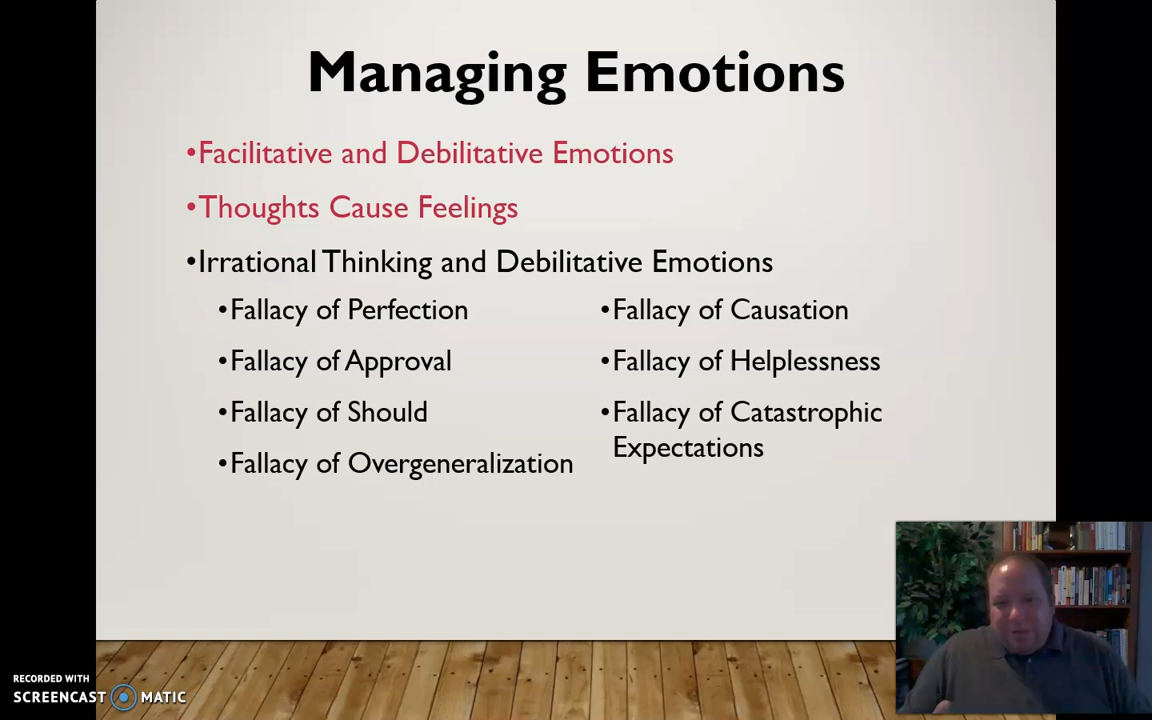 Managing Emotions
•Facilitative and Debilitative Emotions
•Thoughts Cause Feelings
•Irrational Thinking and Debilitative Emotions
•Fallacy of Perfection
•Fallacy of Approval
•Fallacy of Should
•Fallacy of Overgeneralization
•Fallacy of Causation
•Fallacy of Helplessness
•Fallacy of Catastrophic
Expectations
RECORDED WITH
SCREENCAST MATIC